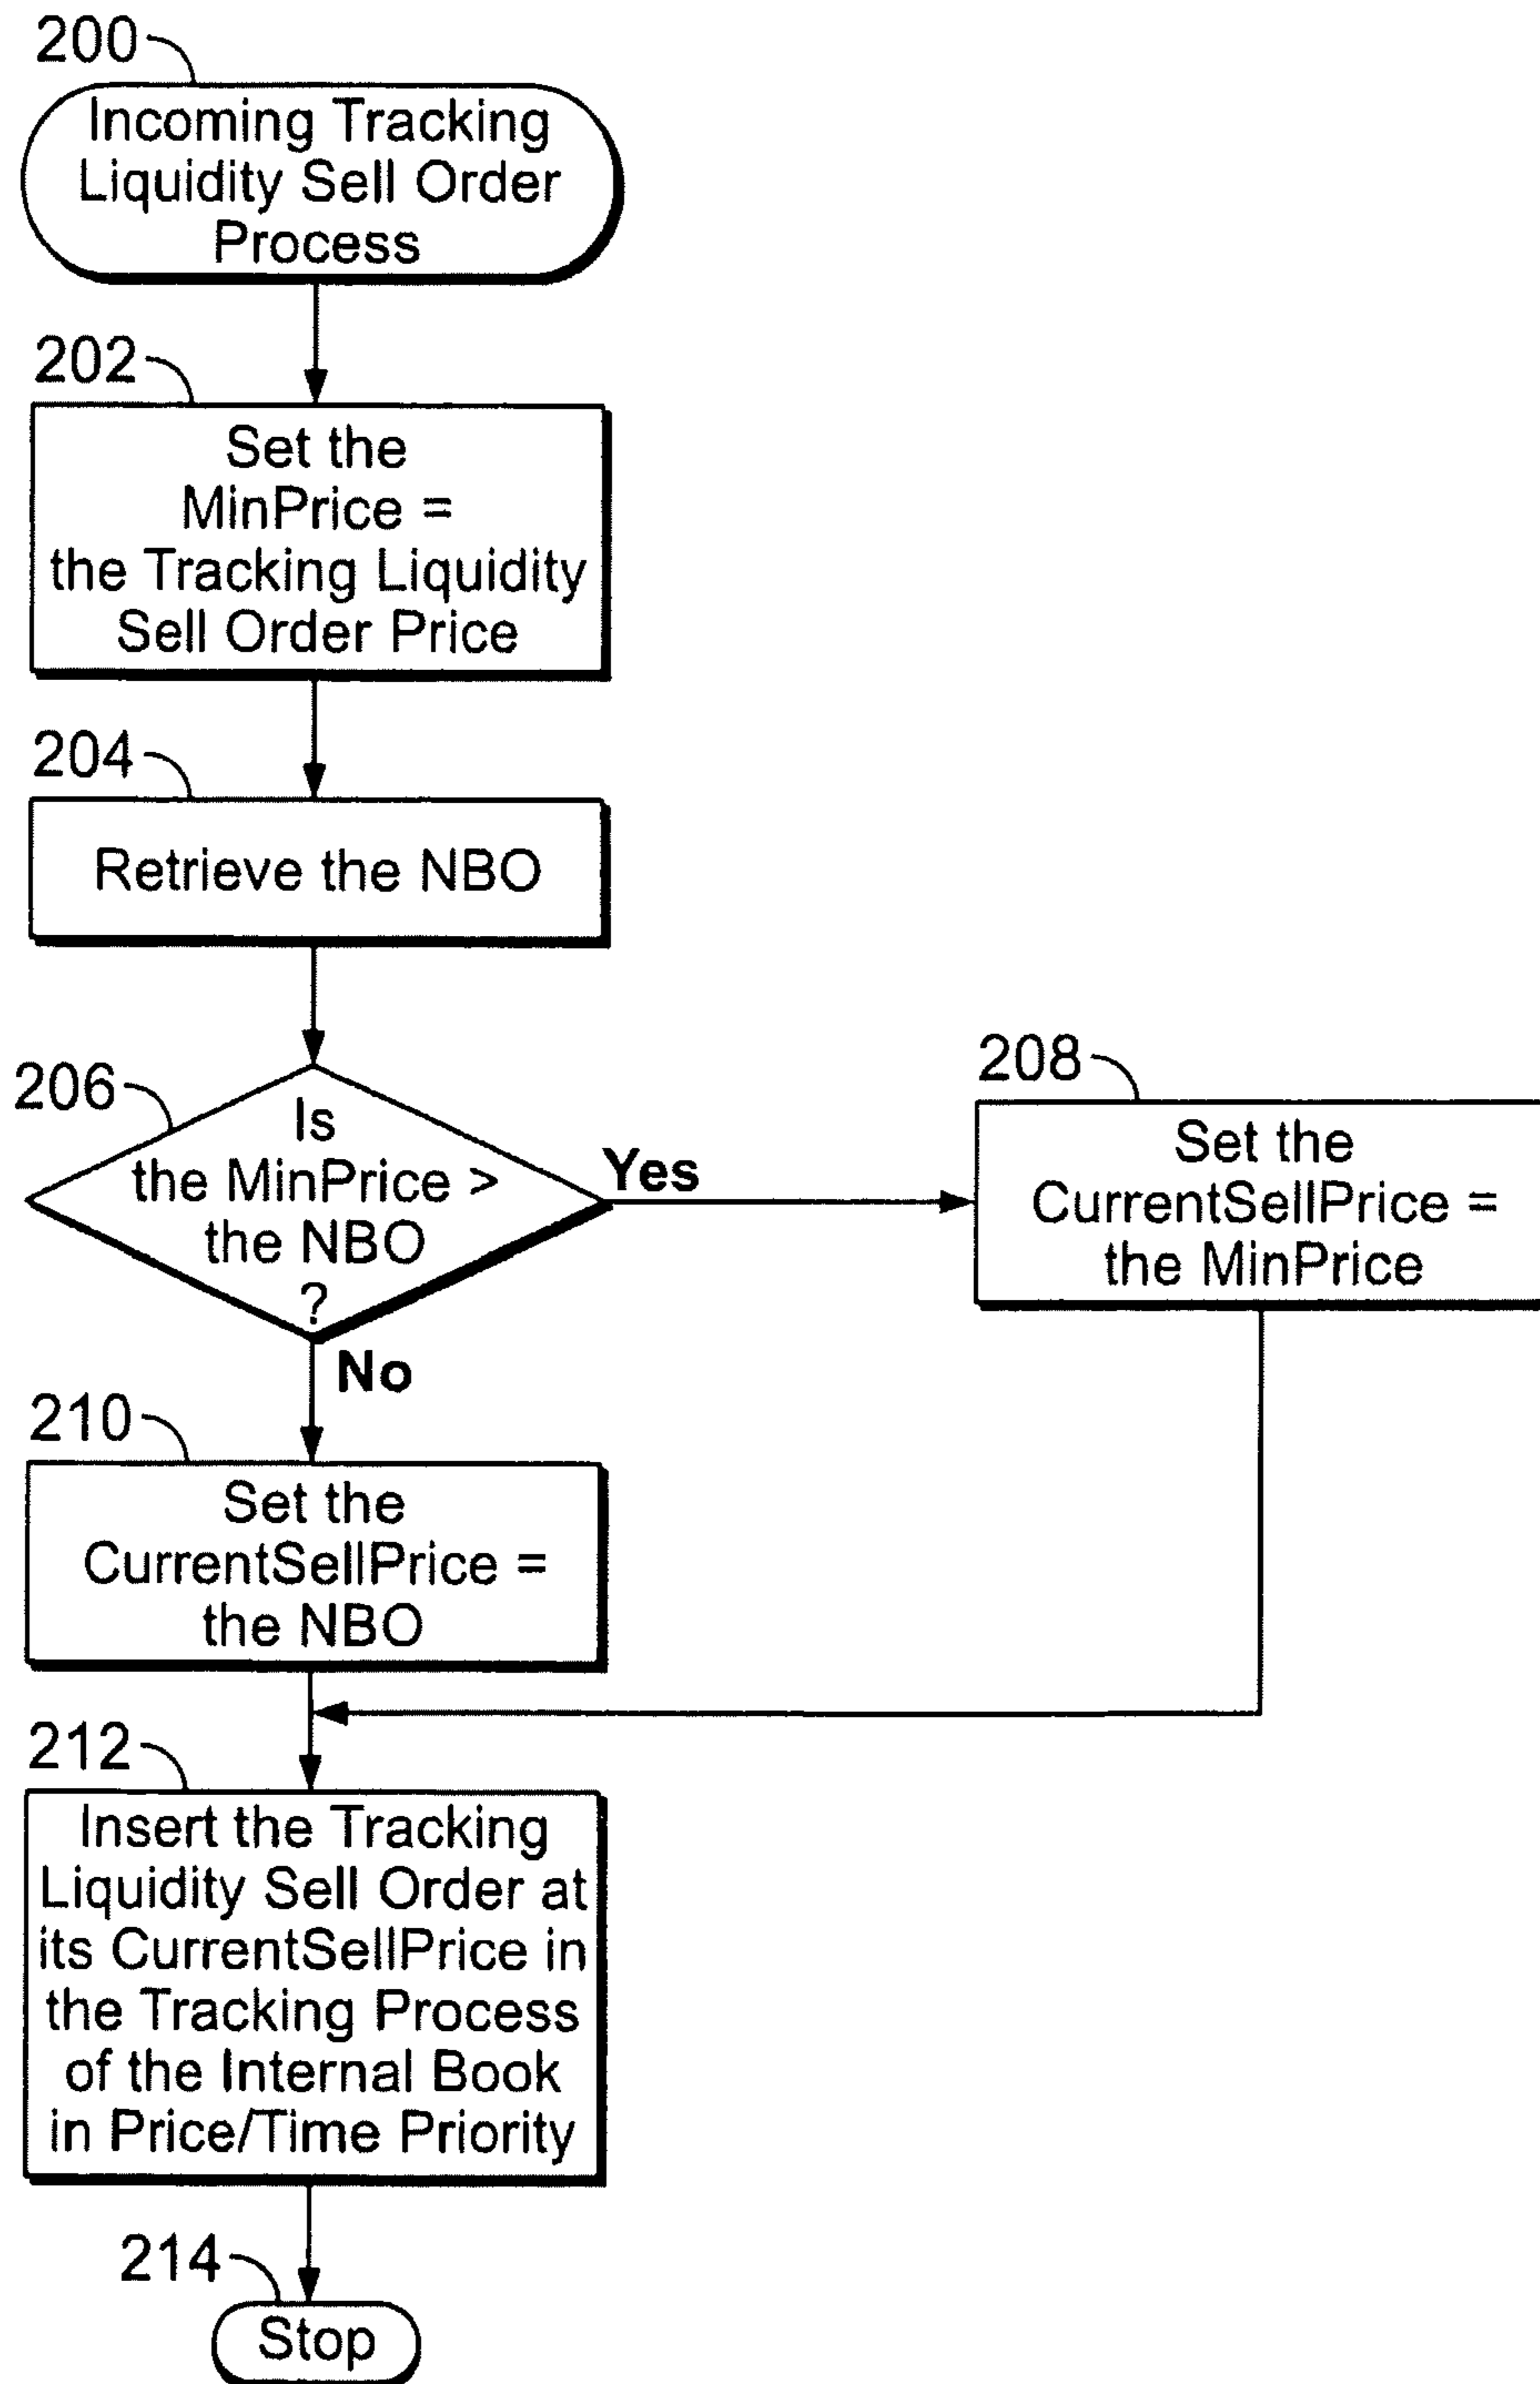 200
Incoming Tracking
Liquidity Sell Order
Process
202
Set the
MinPrice =
the Tracking Liquidity
Sell Order Price
204
Retrieve the NBO
206
Is
the MinPrice >
the NBO
?
Yes
208
Set the
CurrentSellPrice =
the MinPrice
No
210
Set the
CurrentSellPrice =
the NBO
212
Insert the Tracking
Liquidity Sell Order at
its CurrentSellPrice in
the Tracking Process
of the Internal Book
in Price/Time Priority
214
Stop